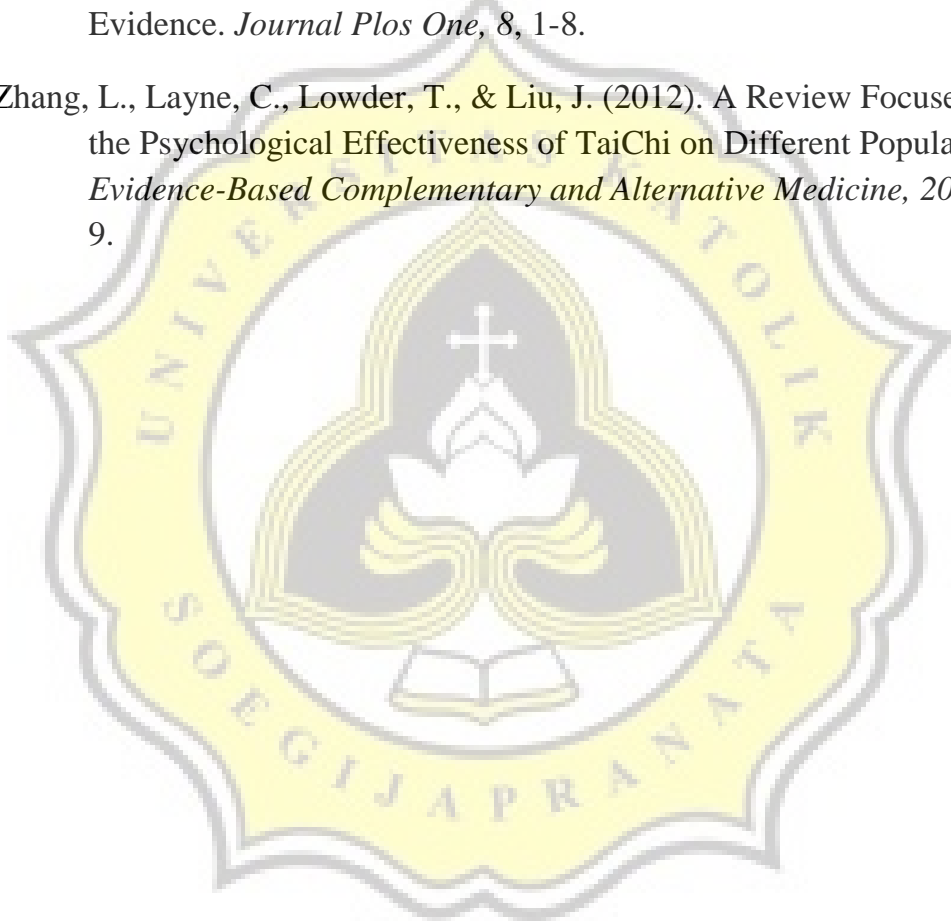 Evidence. Journal Plos One, 8, 1-8.
Zhang, L., Layne, C., Lowder, T., & Liu, J. (2012). A Review Focuse
the Psychological Effectiveness of TaiChi on Different Popula
Evidence-Based Complementary and Alternative Medicine, 20
9.
UNIVERSITAS KATOLIK
SOEGIJAPRANATA